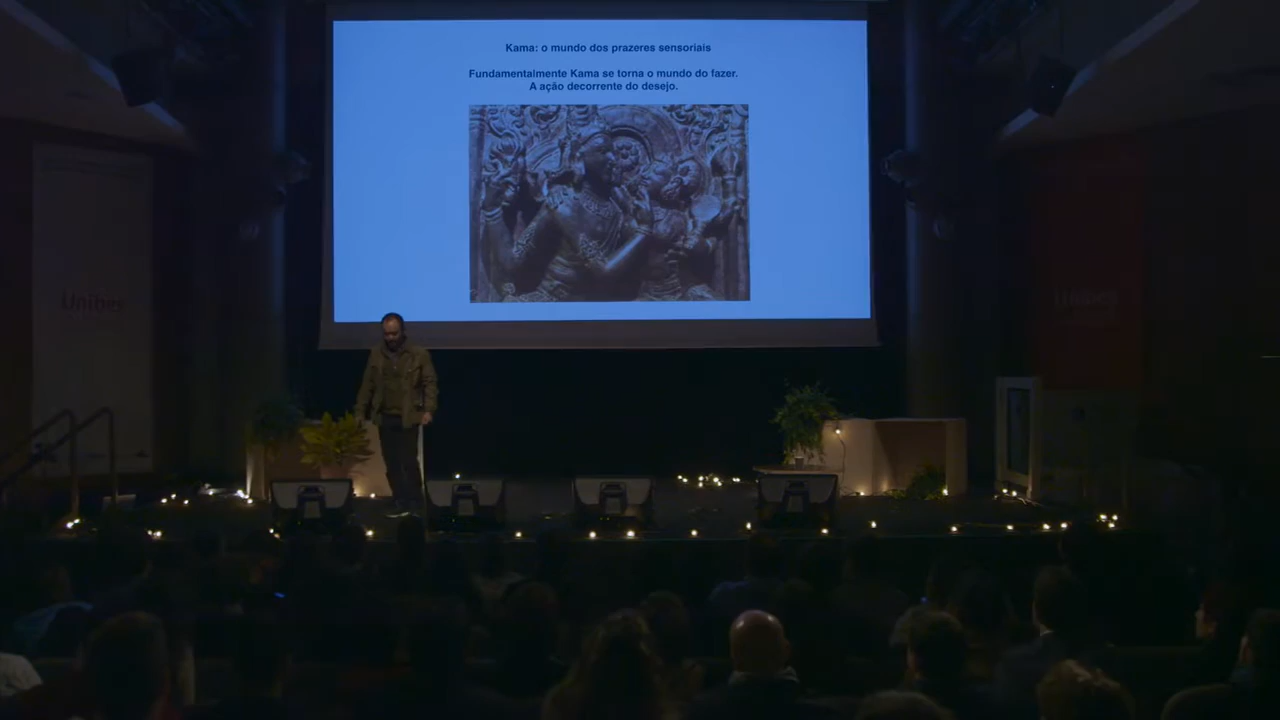 Kama: o mundo dos prazeres sensoriais
Fundamentalmente Kama se torna o mundo do fazer.
A ação decorrente do desejo.